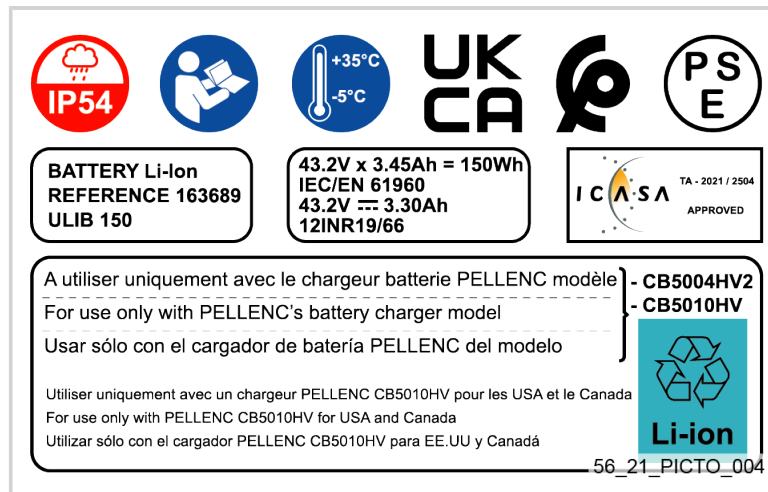 IP54
+35°C
-5°C
UK
CA
PS
E
BATTERY Li-Ion
REFERENCE 163689
ULIB 150
43.2V x 3.45Ah = 150Wh
IEC/EN 61960
43.2V ⎓ 3.30Ah
12INR19/66
ICASA
TA - 2021 / 2504
APPROVED
A utiliser uniquement avec le chargeur batterie PELLENC modèle
For use only with PELLENC's battery charger model
Usar sólo con el cargador de batería PELLENC del modelo
- CB5004HV2
- CB5010HV
Utiliser uniquement avec un chargeur PELLENC CB5010HV pour les USA et le Canada
For use only with PELLENC CB5010HV for USA and Canada
Utilizar sólo con el cargador PELLENC CB5010HV para EE.UU y Canadá
Li-ion
56_21_PICTO_004